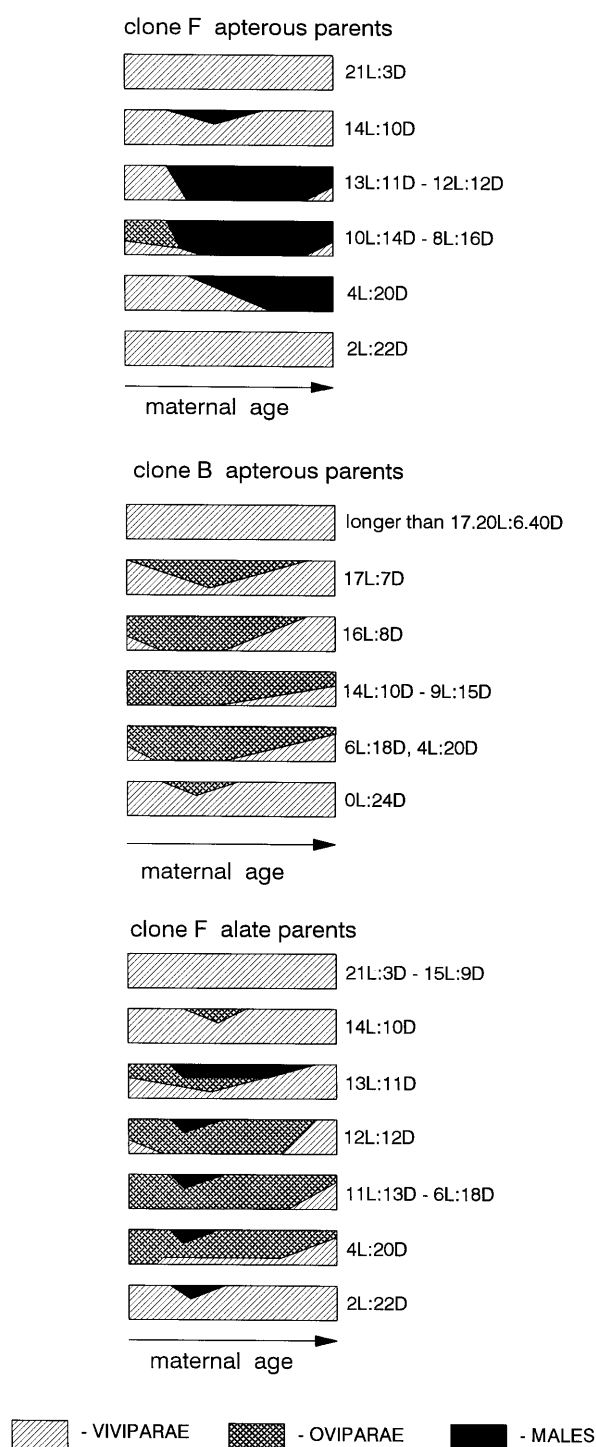 clone F apterous parents
21L:3D
14L:10D
13L:11D - 12L:12D
10L:14D - 8L:16D
4L:20D
2L:22D
maternal age
clone B apterous parents
longer than 17.20L:6.40D
17L:7D
16L:8D
14L:10D - 9L:15D
6L:18D, 4L:20D
0L:24D
maternal age
clone F alate parents
21L:3D - 15L:9D
14L:10D
13L:11D
12L:12D
11L:13D - 6L:18D
4L:20D
2L:22D
maternal age
- VIVIPARAE - OVIPARAE - MALES